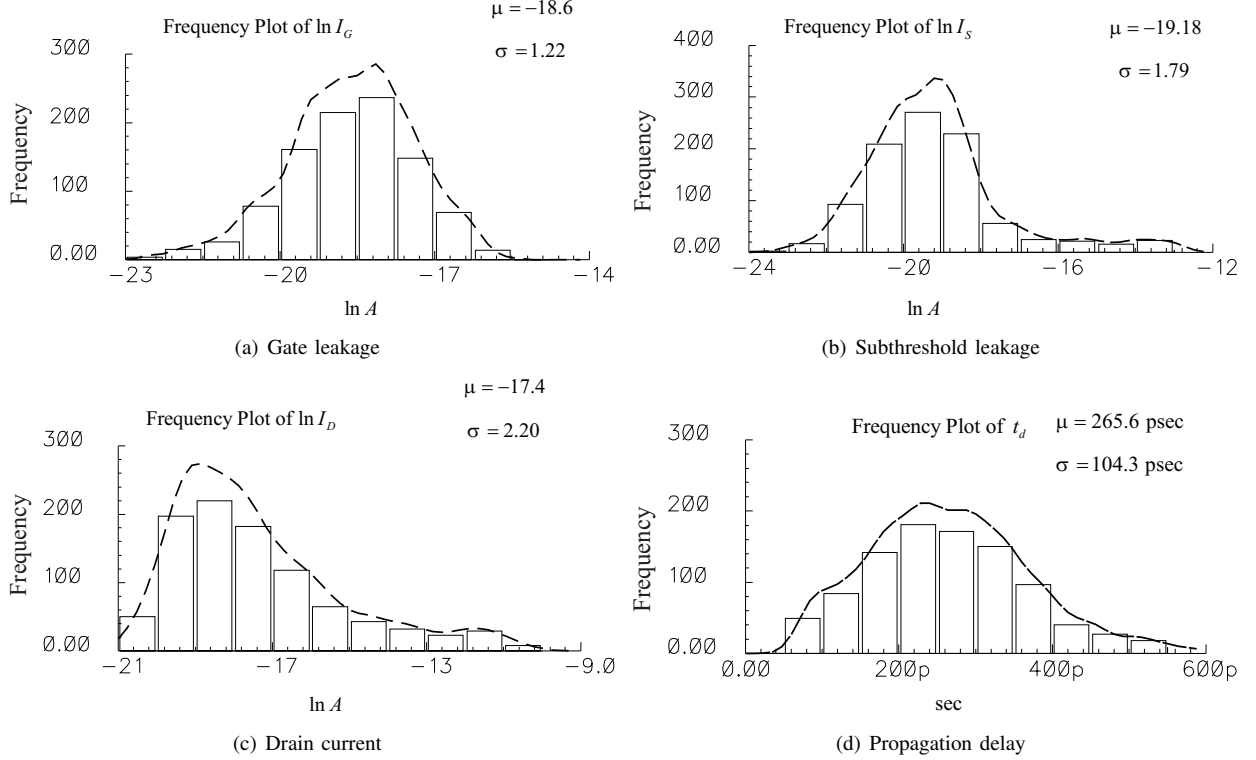 Frequency Plot of ln I_G
μ = −18.6
σ = 1.22
300
200
100
0.00
Frequency
−23
−20
−17
−14
ln A
(a) Gate leakage
Frequency Plot of ln I_S
μ = −19.18
σ = 1.79
400
300
200
100
0.00
Frequency
−24
−20
−16
−12
ln A
(b) Subthreshold leakage
Frequency Plot of ln I_D
μ = −17.4
σ = 2.20
300
200
100
0.00
Frequency
−21
−17
−13
−9.0
ln A
(c) Drain current
Frequency Plot of t_d
μ = 265.6 psec
σ = 104.3 psec
300
200
100
0.00
Frequency
0.00
200p
400p
600p
sec
(d) Propagation delay